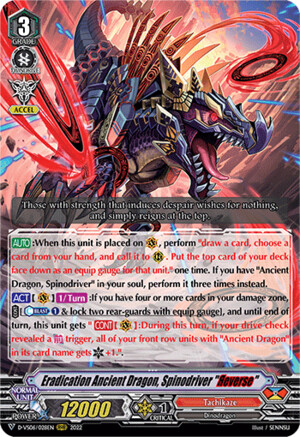 3
GRADE
ACCEL
Those with strength that induces despair wishes for nothing,
and simply reigns at the top.
AUTO :When this unit is placed on , perform "draw a card, choose a
card from your hand, and call it to . Put the top card of your deck
face down as an equip gauge for that unit." one time. If you have "Ancient
Dragon, Spinodriver" in your soul, perform it three times instead.
ACT 1/Turn :If you have four or more cards in your damage zone,
& lock two rear-guards with equip gauge], and until end of
turn, this unit gets " CONT :During this turn, if your drive check
revealed a trigger, all of your front row units with "Ancient Dragon"
in its card name gets +1.".
Eradication Ancient Dragon, Spinodriver "Reverse"
NORMAL
UNIT
Tachikaze
Dinodragon
POWER
12000
1
CRITICAL
D-VS06/028EN RRR 2022
Illust / SENNSU